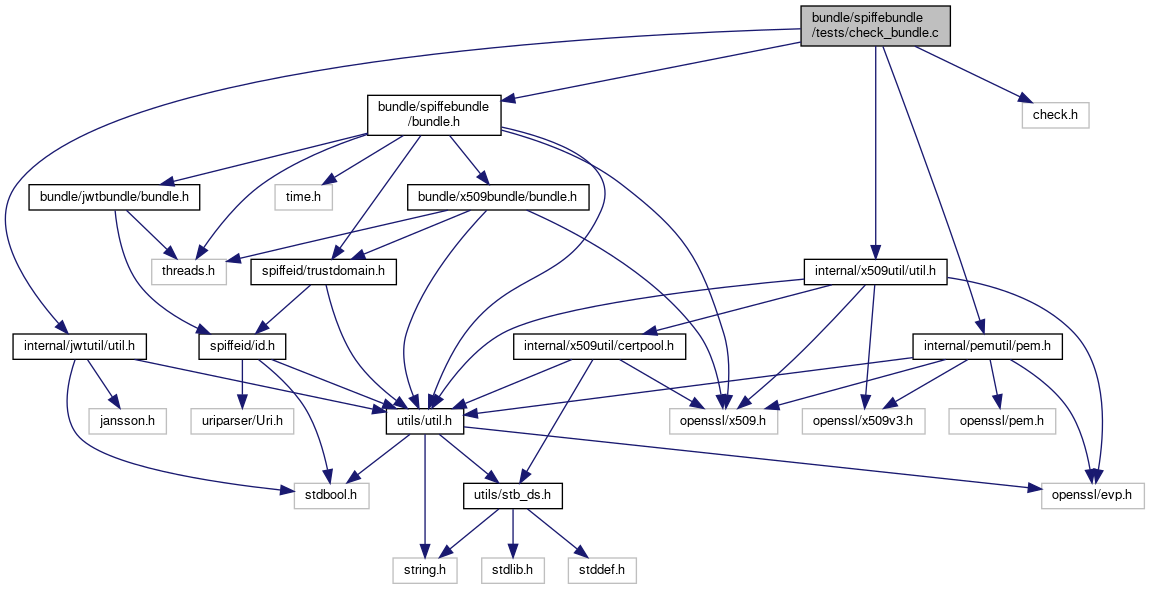 bundle/spiffebundle
/tests/check_bundle.c
bundle/spiffebundle
/bundle.h
check.h
bundle/jwtbundle/bundle.h
time.h
bundle/x509bundle/bundle.h
threads.h
spiffeid/trustdomain.h
internal/x509util/util.h
internal/jwtutil/util.h
spiffeid/id.h
internal/x509util/certpool.h
internal/pemutil/pem.h
jansson.h
uriparser/Uri.h
utils/util.h
openssl/x509.h
openssl/x509v3.h
openssl/pem.h
stdbool.h
utils/stb_ds.h
openssl/evp.h
string.h
stdlib.h
stddef.h